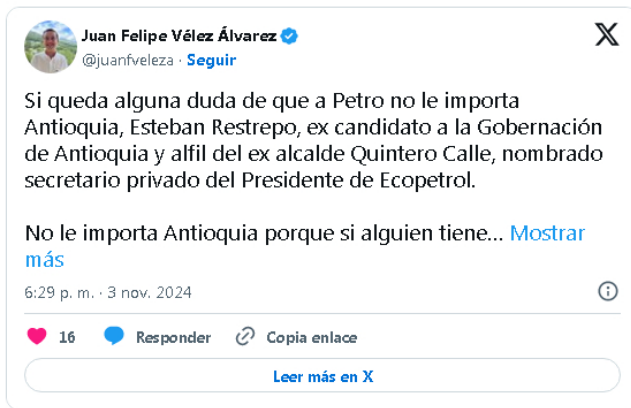 Juan Felipe Vélez Álvarez
@juanfveleza · Seguir
Si queda alguna duda de que a Petro no le importa
Antioquia, Esteban Restrepo, ex candidato a la Gobernación
de Antioquia y alfil del ex alcalde Quintero Calle, nombrado
secretario privado del Presidente de Ecopetrol.
No le importa Antioquia porque si alguien tiene... Mostrar
más
6:29 p. m. · 3 nov. 2024
16 Responder Copia enlace
Leer más en X